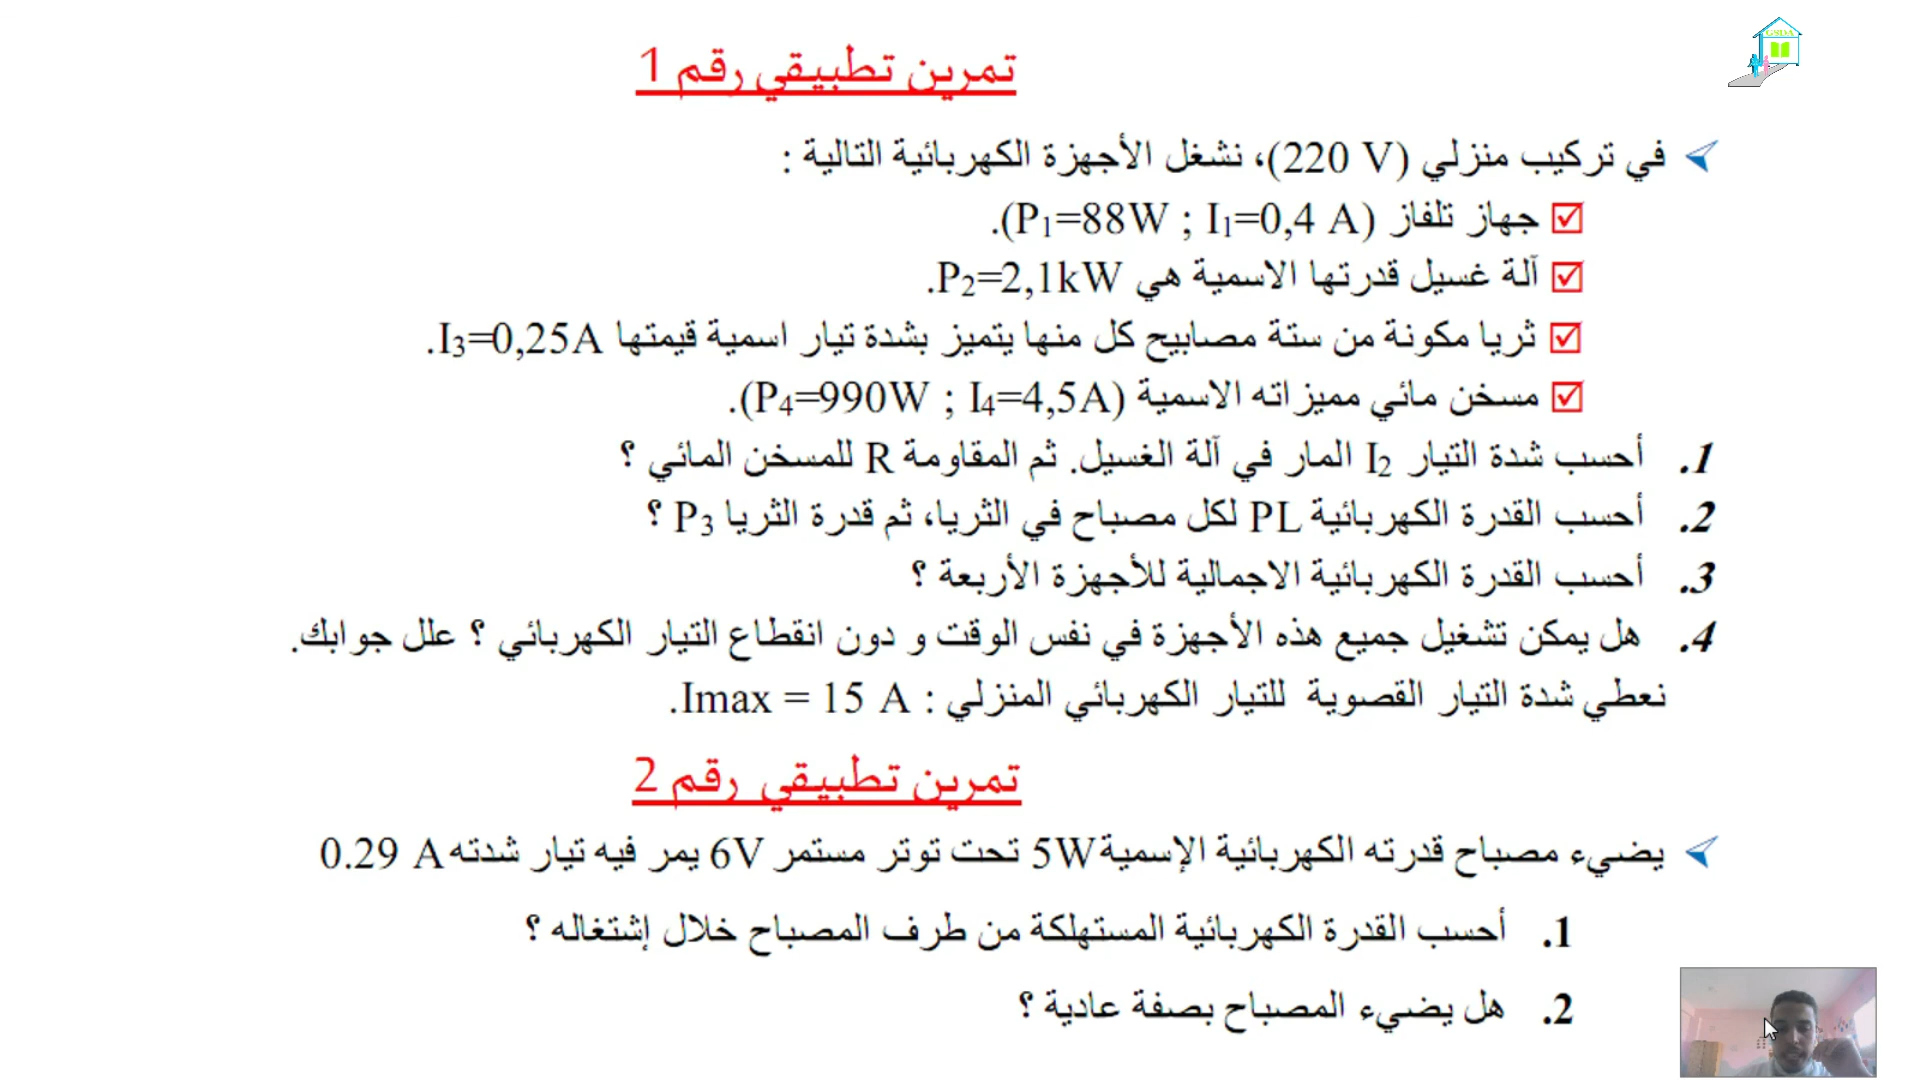 GSDA
تمرين تطبيقي رقم 1
في تركيب منزلي (220 V)، نشغل الأجهزة الكهربائية التالية :
جهاز تلفاز (P1=88W ; I1=0,4 A).
آلة غسيل قدرتها الاسمية هي P2=2,1kW.
ثريا مكونة من ستة مصابيح كل منها يتميز بشدة تيار اسمية قيمتها I3=0,25A.
مسخن مائي مميزاته الاسمية (P4=990W ; I4=4,5A).
1. أحسب شدة التيار I2 المار في آلة الغسيل. ثم المقاومة R للمسخن المائي ؟
2. أحسب القدرة الكهربائية PL لكل مصباح في الثريا، ثم قدرة الثريا P3 ؟
3. أحسب القدرة الكهربائية الاجمالية للأجهزة الأربعة ؟
4. هل يمكن تشغيل جميع هذه الأجهزة في نفس الوقت و دون انقطاع التيار الكهربائي ؟ علل جوابك.
نعطي شدة التيار القصوية للتيار الكهربائي المنزلي : Imax = 15 A.
تمرين تطبيقي رقم 2
يضيء مصباح قدرته الكهربائية الإسمية 5W تحت توتر مستمر 6V يمر فيه تيار شدته 0.29 A
1. أحسب القدرة الكهربائية المستهلكة من طرف المصباح خلال إشتغاله ؟
2. هل يضيء المصباح بصفة عادية ؟